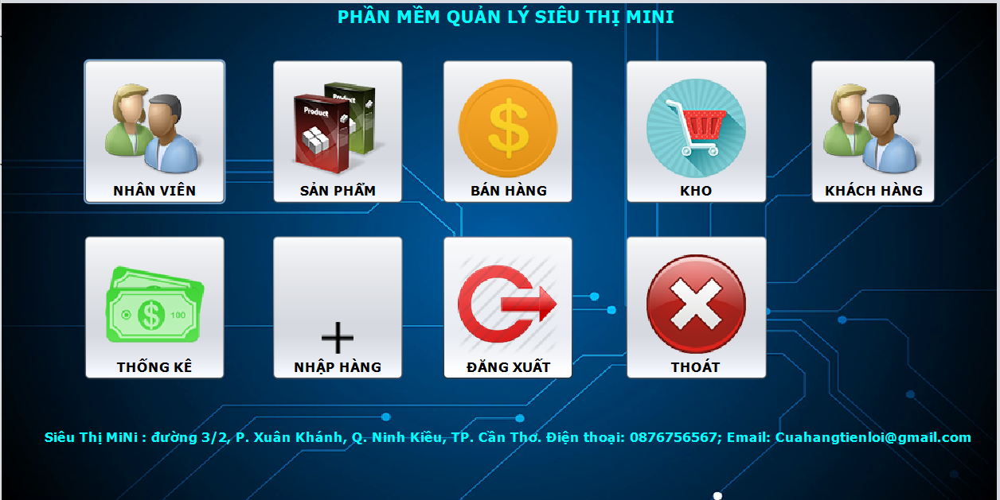 PHẦN MỀM QUẢN LÝ SIÊU THỊ MINI
Product
Product
NHÂN VIÊN
SẢN PHẨM
BÁN HÀNG
KHO
KHÁCH HÀNG
$
100
THỐNG KÊ
NHẬP HÀNG
ĐĂNG XUẤT
THOÁT
Siêu Thị MiNi : đường 3/2, P. Xuân Khánh, Q. Ninh Kiều, TP. Cần Thơ. Điện thoại: 0876756567; Email: Cuahangtienloi@gmail.com